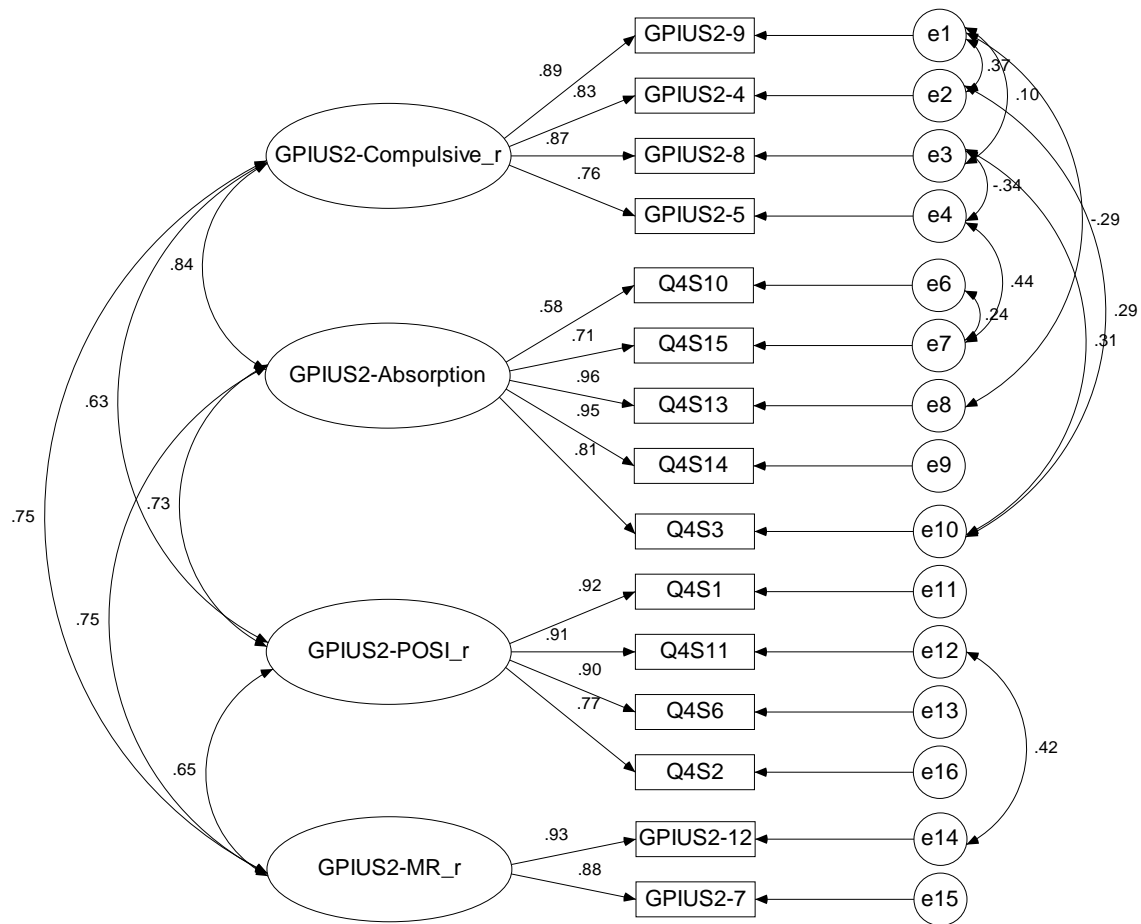 GPIUS2-9
e1
.37
.89
.83
GPIUS2-4
e2
.10
.87
GPIUS2-Compulsive_r
GPIUS2-8
e3
.76
-.34
GPIUS2-5
e4
-.29
.84
.44
.29
Q4S10
e6
.58
.24
.31
.71
Q4S15
e7
.96
GPIUS2-Absorption
Q4S13
e8
.63
.95
.81
Q4S14
e9
.75
.73
Q4S3
e10
.92
Q4S1
e11
.75
.91
GPIUS2-POSI_r
Q4S11
e12
.90
.77
Q4S6
e13
.42
.65
Q4S2
e16
.93
GPIUS2-12
e14
GPIUS2-MR_r
.88
GPIUS2-7
e15